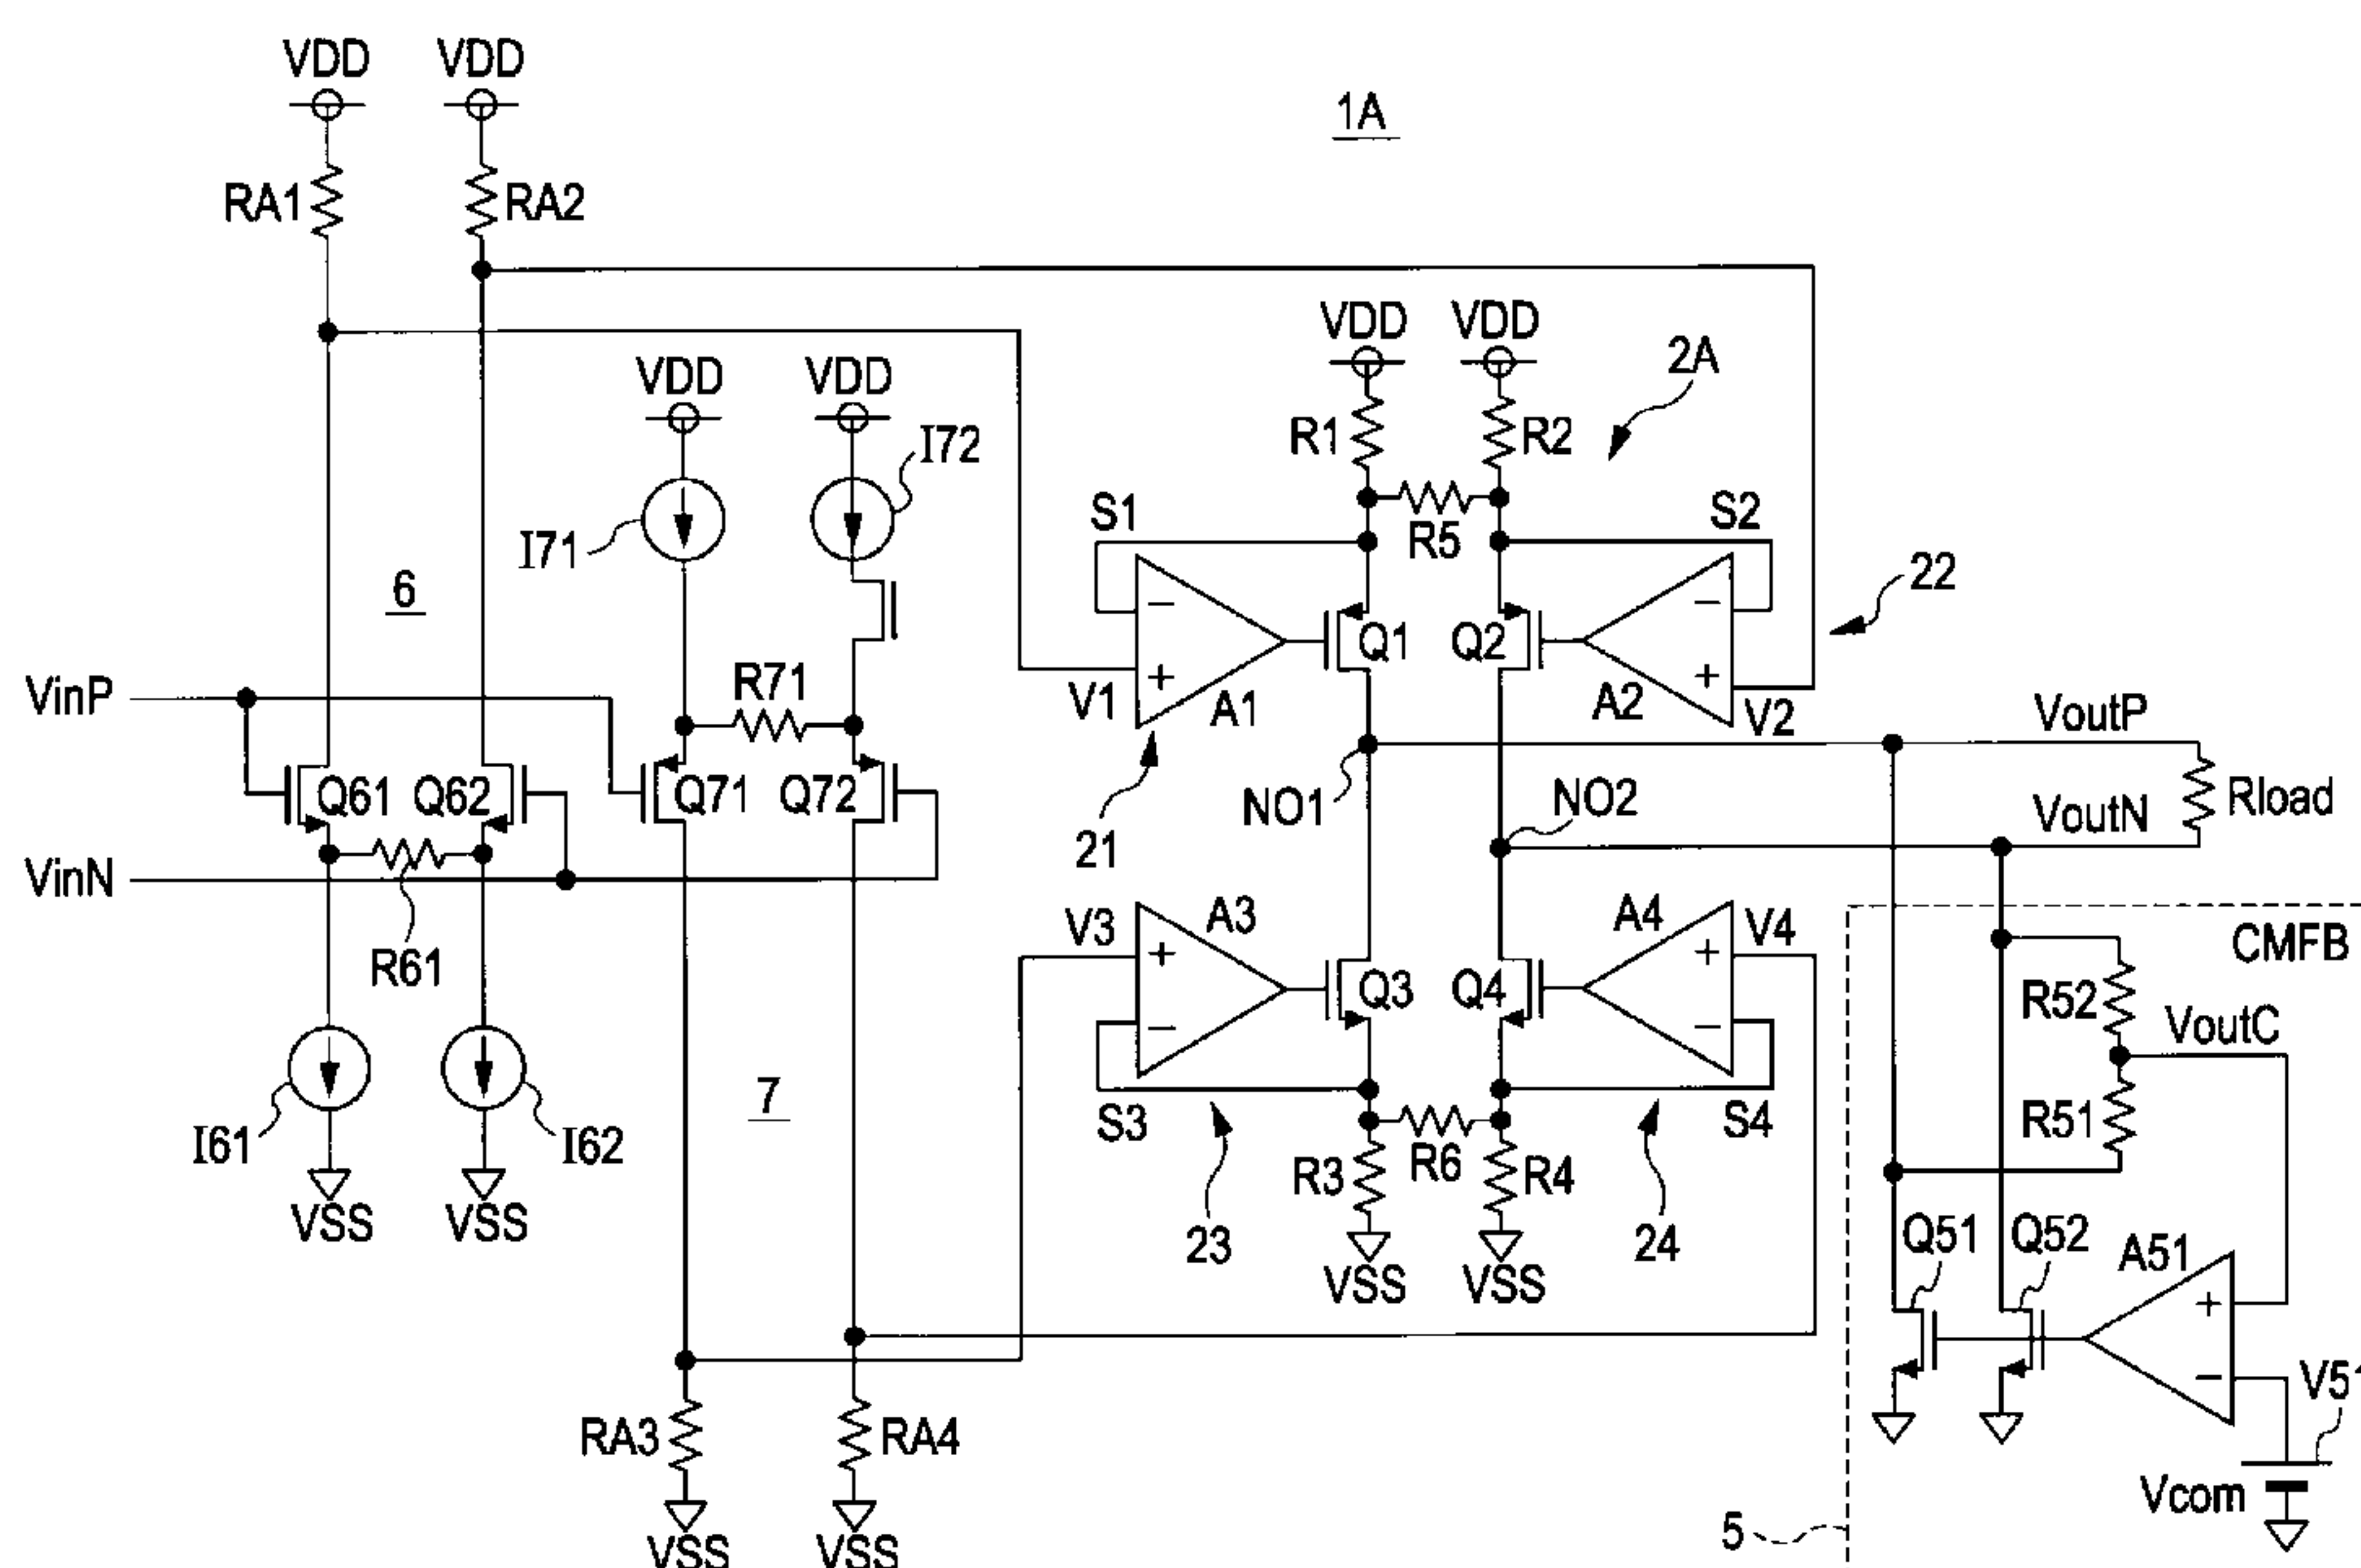 VDD VDD
1A
RA1 RA2
VDD VDD
2A
VDD VDD
R1 R2
I72
S1 S2
R5
I71
6
22
Q1 Q2
R71
VinP
V1 A1 A2 V2
VoutP
Q61 Q62 Q71 Q72
21 NO1 NO2
VoutN Rload
VinN
V3 A3 A4 V4
CMFB
R61
Q3 Q4
R52
VoutC
7
S3 R6 S4
R51
I61 I62
R3 R4
VSS VSS
23 24
Q51 Q52 A51
VSS VSS
V51
RA3 RA4
Vcom
VSS VSS
5